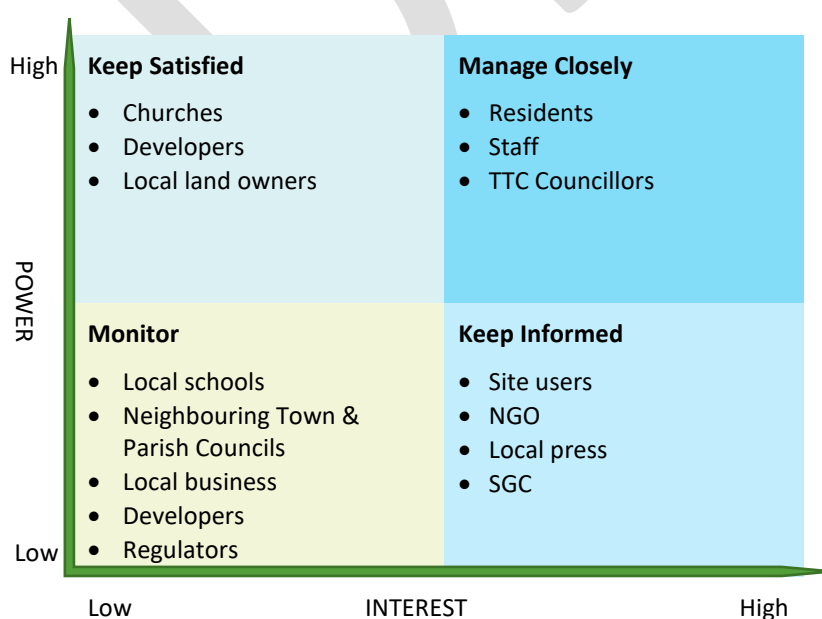 High
Keep Satisfied
• Churches
• Developers
• Local land owners
Manage Closely
• Residents
• Staff
• TTC Councillors
POWER
Monitor
• Local schools
• Neighbouring Town &
Parish Councils
• Local business
• Developers
• Regulators
Keep Informed
• Site users
• NGO
• Local press
• SGC
Low
Low
INTEREST
High